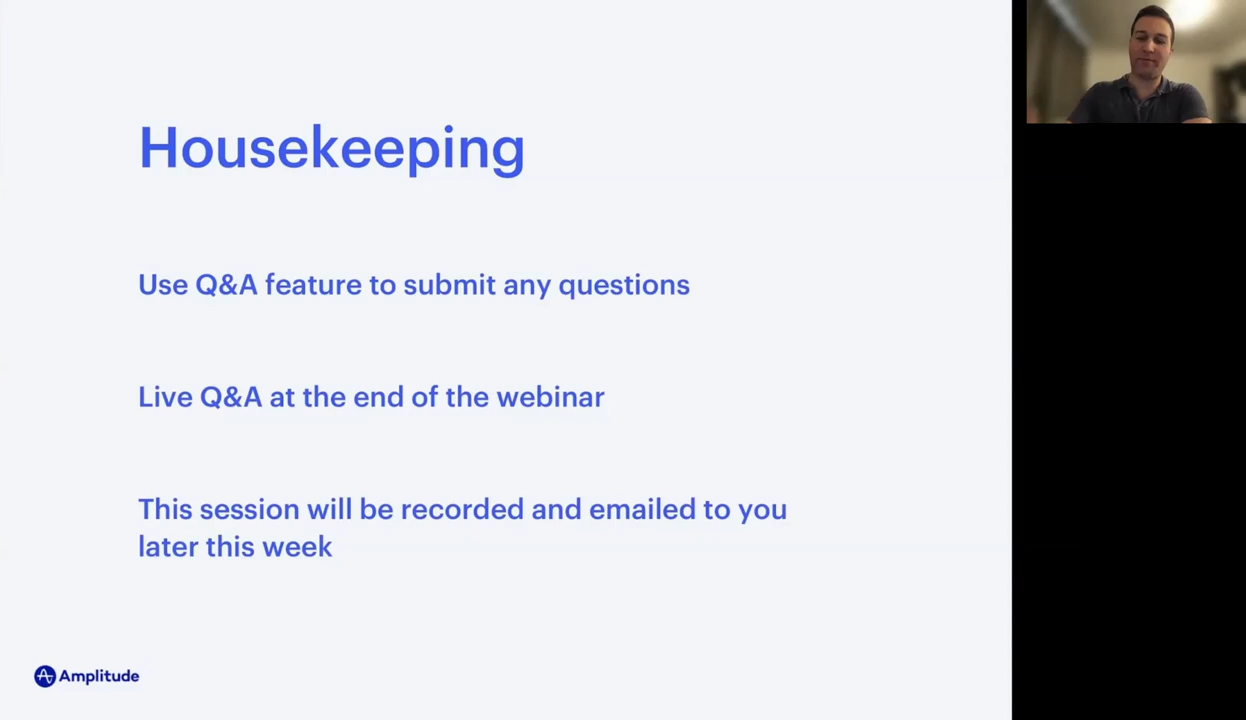 Housekeeping
Use Q&A feature to submit any questions
Live Q&A at the end of the webinar
This session will be recorded and emailed to you
later this week
Amplitude